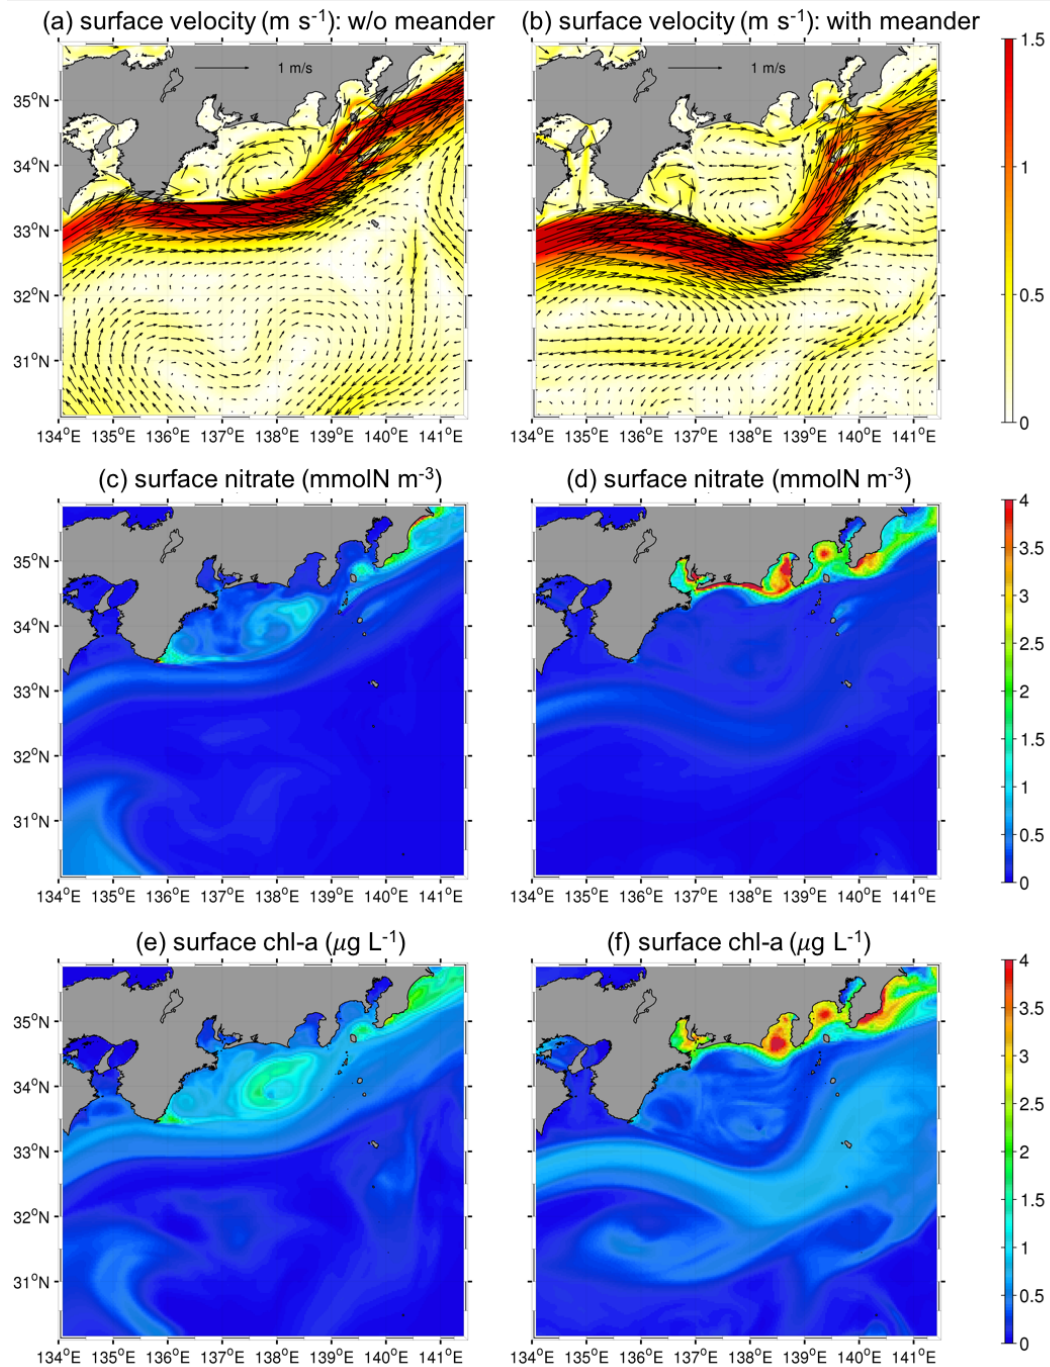 (a) surface velocity (m s⁻¹): w/o meander
(b) surface velocity (m s⁻¹): with meander
1 m/s
1 m/s
35°N
34°N
33°N
32°N
31°N
1.5
1
0.5
0
134°E 135°E 136°E 137°E 138°E 139°E 140°E 141°E
134°E 135°E 136°E 137°E 138°E 139°E 140°E 141°E
(c) surface nitrate (mmolN m⁻³)
(d) surface nitrate (mmolN m⁻³)
35°N
34°N
33°N
32°N
31°N
4
3.5
3
2.5
2
1.5
1
0.5
0
134°E 135°E 136°E 137°E 138°E 139°E 140°E 141°E
134°E 135°E 136°E 137°E 138°E 139°E 140°E 141°E
(e) surface chl-a (μg L⁻¹)
(f) surface chl-a (μg L⁻¹)
35°N
34°N
33°N
32°N
31°N
4
3.5
3
2.5
2
1.5
1
0.5
0
134°E 135°E 136°E 137°E 138°E 139°E 140°E 141°E
134°E 135°E 136°E 137°E 138°E 139°E 140°E 141°E